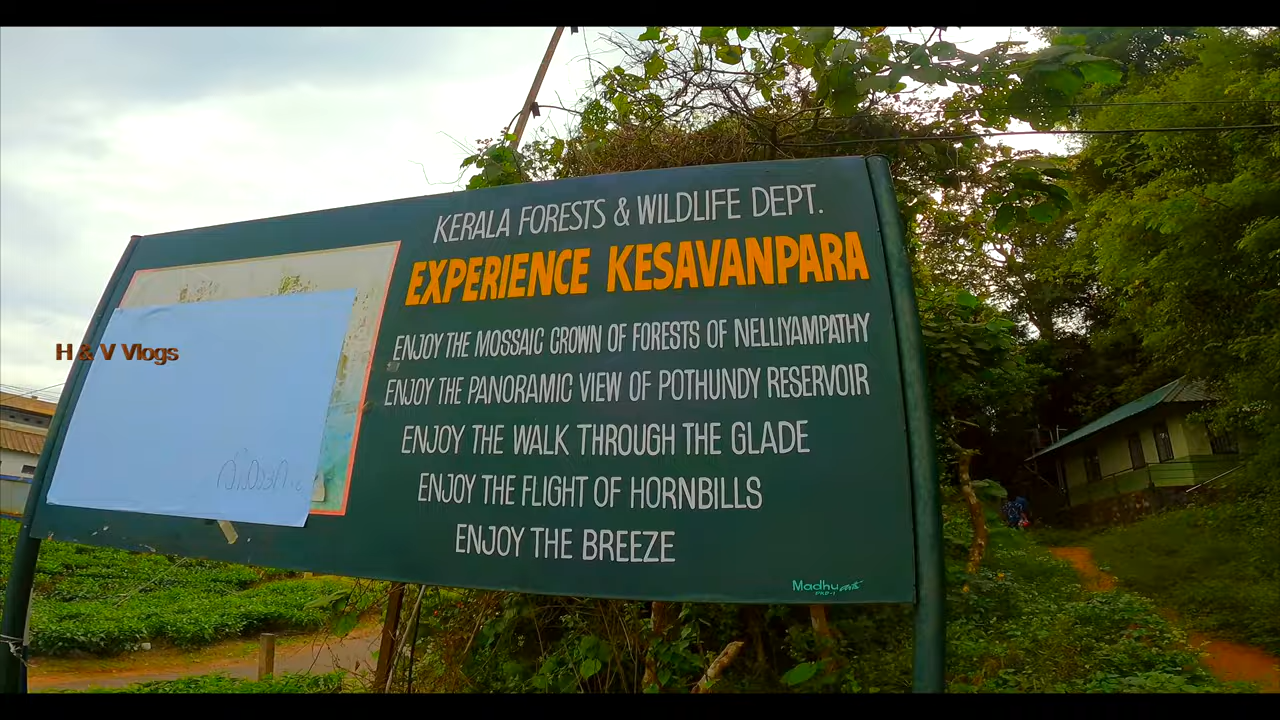 KERALA FORESTS & WILDLIFE DEPT.
EXPERIENCE KESAVANPARA
ENJOY THE MOSSAIC CROWN OF FORESTS OF NELLIYAMPATHY
ENJOY THE PANORAMIC VIEW OF POTHUNDY RESERVOIR
ENJOY THE WALK THROUGH THE GLADE
ENJOY THE FLIGHT OF HORNBILLS
ENJOY THE BREEZE
Madhu
H & V Vlogs